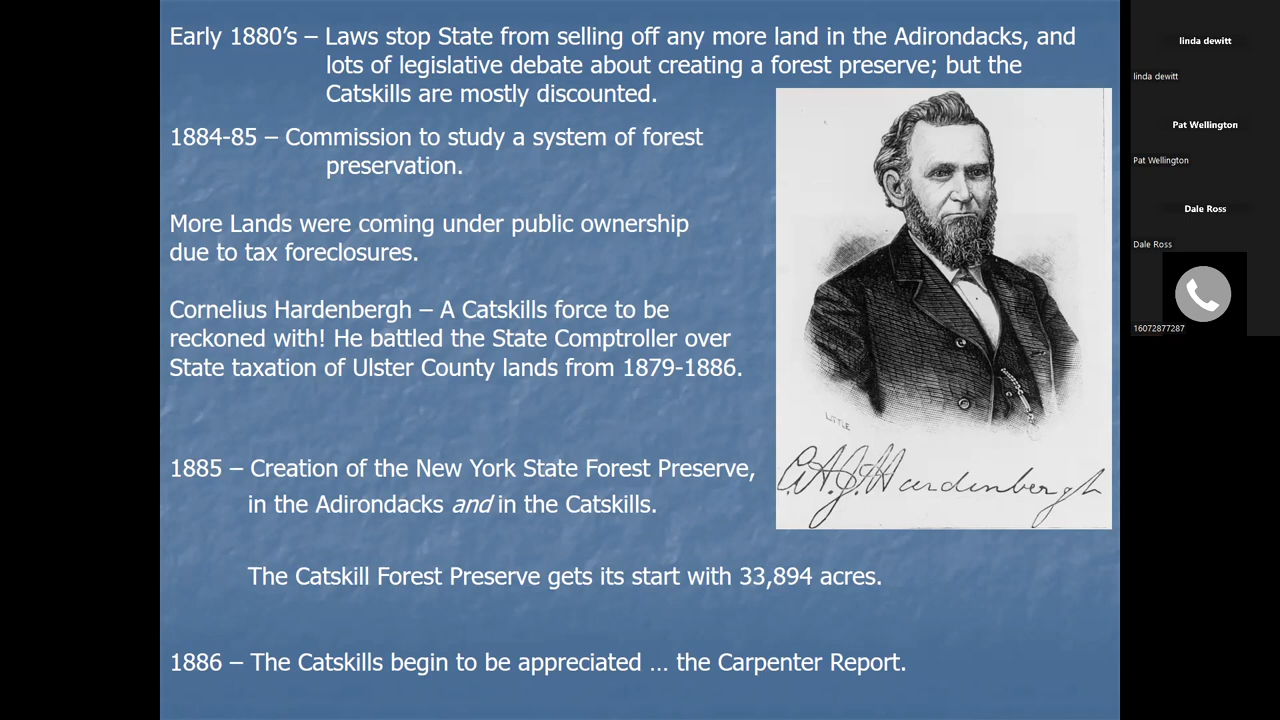 Early 1880's – Laws stop State from selling off any more land in the Adirondacks, and
lots of legislative debate about creating a forest preserve; but the
Catskills are mostly discounted.
1884-85 – Commission to study a system of forest
preservation.
More Lands were coming under public ownership
due to tax foreclosures.
Cornelius Hardenbergh – A Catskills force to be
reckoned with! He battled the State Comptroller over
State taxation of Ulster County lands from 1879-1886.
LITTLE
C.H.J. Hardenbergh
1885 – Creation of the New York State Forest Preserve,
in the Adirondacks and in the Catskills.
The Catskill Forest Preserve gets its start with 33,894 acres.
1886 – The Catskills begin to be appreciated … the Carpenter Report.
linda dewitt
linda dewitt
Pat Wellington
Pat Wellington
Dale Ross
Dale Ross
16072877287